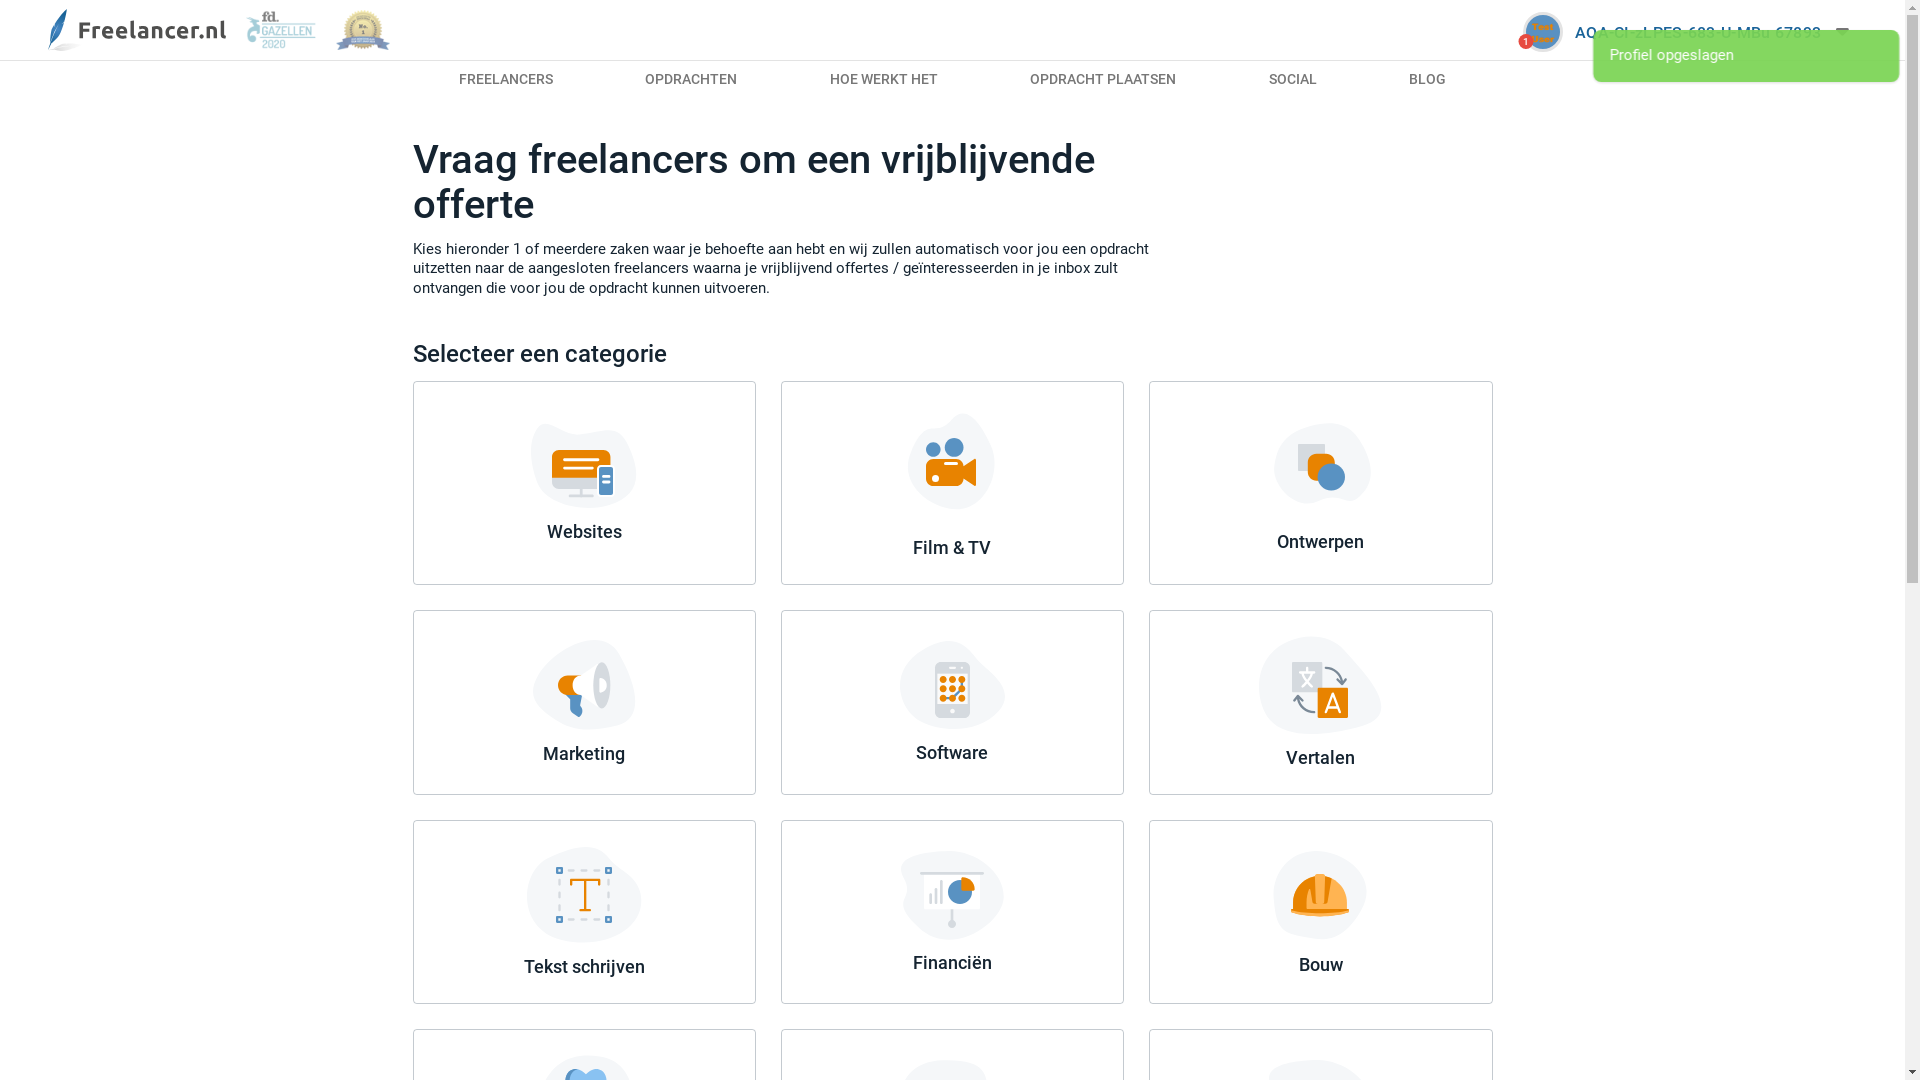 Freelancer.nl
fd.
GAZELLEN
2020
1
Profiel opgeslagen
FREELANCERS
OPDRACHTEN
HOE WERKT HET
OPDRACHT PLAATSEN
SOCIAL
BLOG
Vraag freelancers om een vrijblijvende
offerte
Kies hieronder 1 of meerdere zaken waar je behoefte aan hebt en wij zullen automatisch voor jou een opdracht
uitzetten naar de aangesloten freelancers waarna je vrijblijvend offertes / geïnteresseerden in je inbox zult
ontvangen die voor jou de opdracht kunnen uitvoeren.
Selecteer een categorie
Websites
Film & TV
Ontwerpen
Marketing
Software
Vertalen
Tekst schrijven
Financiën
Bouw